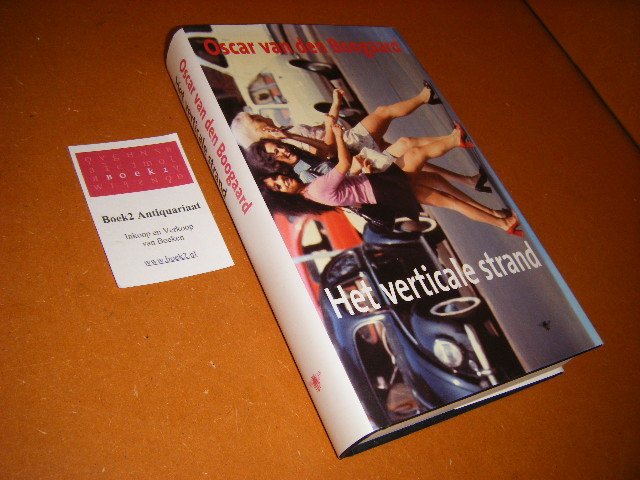 Oscar van den Boogaard
Het verticale strand
Oscar van den Boogaard
Het verticale strand
BOEK2
Boek2 Antiquariaat
Inkoop en Verkoop
van Boeken
www.boek2.nl